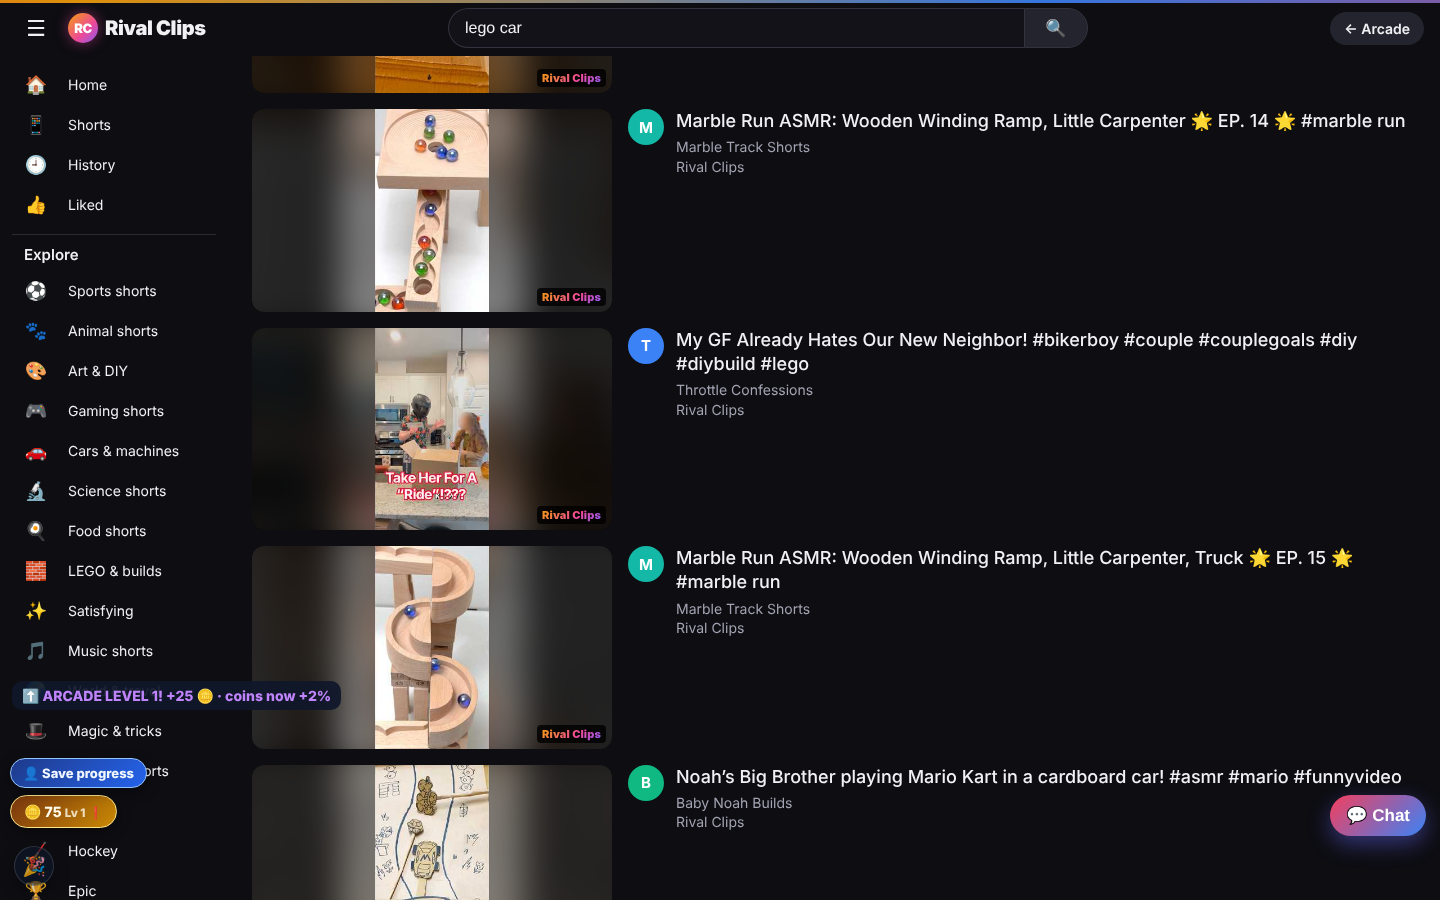 RC Rival Clips
lego car
← Arcade
Home
Shorts
History
Liked
Explore
Sports shorts
Animal shorts
Art & DIY
Gaming shorts
Cars & machines
Science shorts
Food shorts
LEGO & builds
Satisfying
Music shorts
ARCADE LEVEL 1! +25 · coins now +2%
Magic & tricks
Save progress
orts
75 Lv 1
Hockey
Epic
Rival Clips
M
Marble Run ASMR: Wooden Winding Ramp, Little Carpenter 🌟 EP. 14 🌟 #marble run
Marble Track Shorts
Rival Clips
Rival Clips
T
My GF Already Hates Our New Neighbor! #bikerboy #couple #couplegoals #diy
#diybuild #lego
Throttle Confessions
Rival Clips
Take Her For A
“Ride”!???
Rival Clips
M
Marble Run ASMR: Wooden Winding Ramp, Little Carpenter, Truck 🌟 EP. 15 🌟
#marble run
Marble Track Shorts
Rival Clips
Rival Clips
B
Noah’s Big Brother playing Mario Kart in a cardboard car! #asmr #mario #funnyvideo
Baby Noah Builds
Rival Clips
Chat